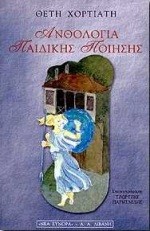 ΘΕΤΗ ΧΟΡΤΙΑΤΗ
ΑΝΘΟΛΟΓΙΑ
ΠΑΙΔΙΚΗΣ ΠΟΙΗΣΗΣ
«ΝΕΑ ΣΥΝΟΡΑ» - Α. Α. ΛΙΒΑΝΗ